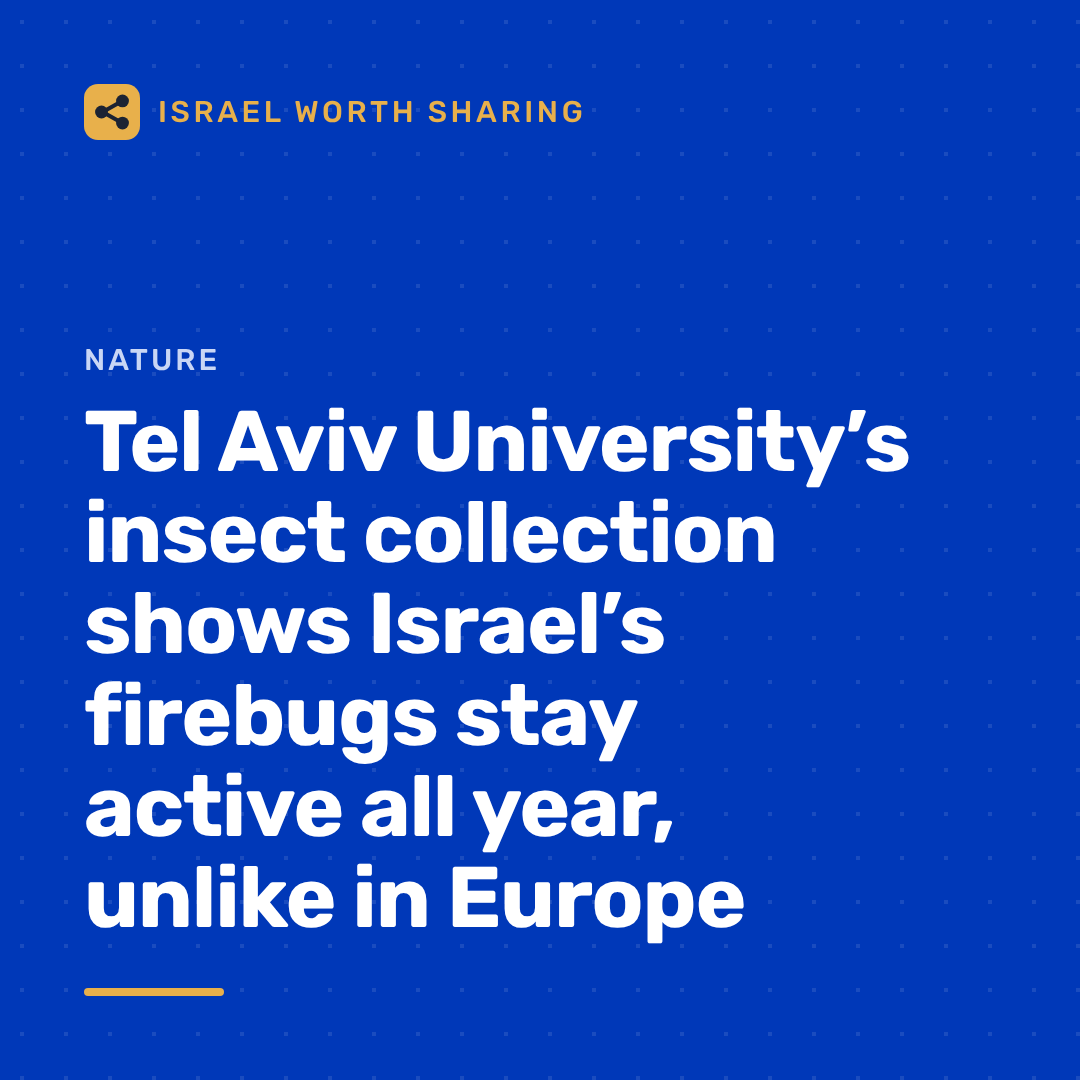 ISRAEL WORTH SHARING
NATURE
Tel Aviv University’s
insect collection
shows Israel’s
firebugs stay
active all year,
unlike in Europe